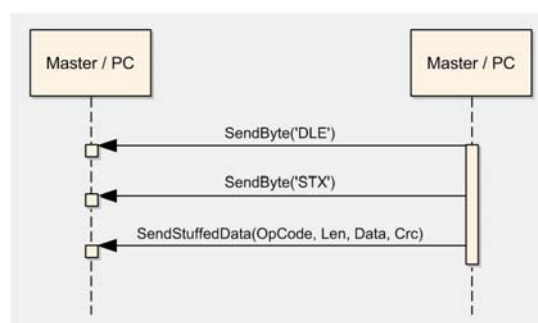 Master / PC
Master / PC
SendByte('DLE')
SendByte('STX')
SendStuffedData(OpCode, Len, Data, Crc)